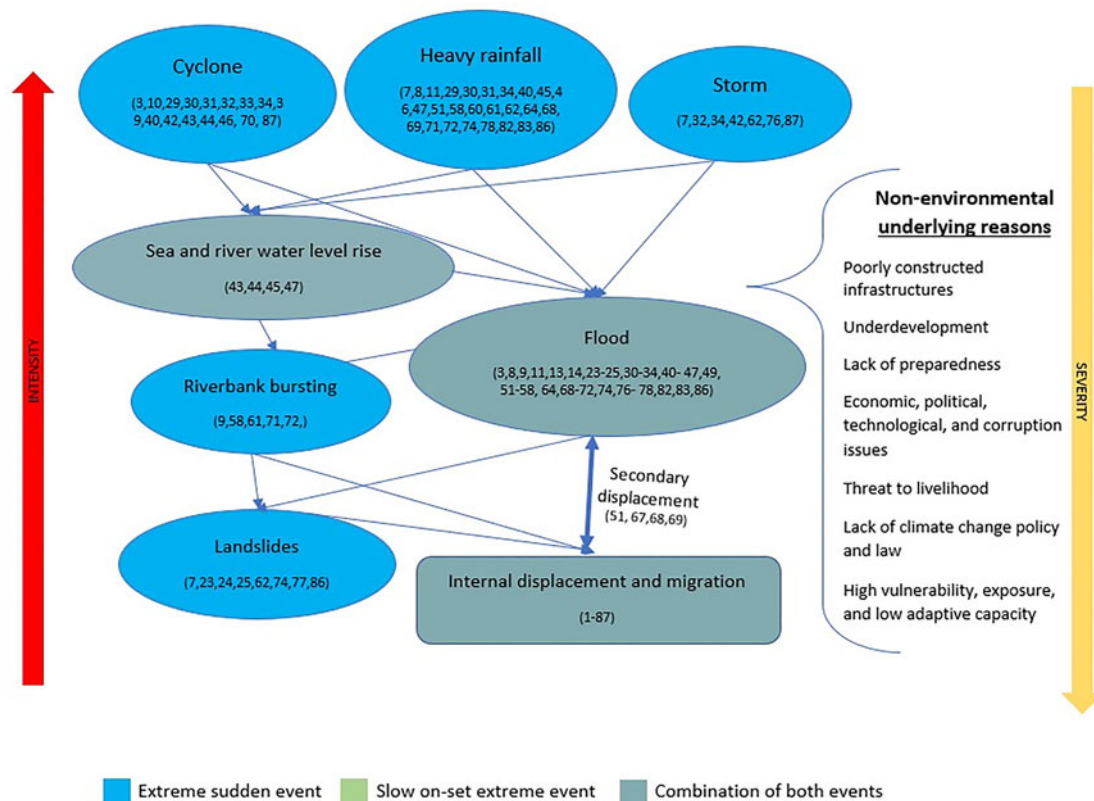 Cyclone
(3,10,29,30,31,32,33,34,3
9,40,42,43,44,46, 70, 87)
Heavy rainfall
(7,8,11,29,30,31,34,40,45,4
6,47,51,58,60,61,62,64,68,
69,71,72,74,78,82,83,86)
Storm
(7,32,34,42,62,76,87)
INTENSITY
SEVERITY
Sea and river water level rise
(43,44,45,47)
Flood
(3,8,9,11,13,14,23-25,30-34,40- 47,49,
51-58, 64,68-72,74,76- 78,82,83,86)
Riverbank bursting
(9,58,61,71,72,)
Secondary
displacement
(51, 67,68,69)
Landslides
(7,23,24,25,62,74,77,86)
Internal displacement and migration
(1-87)
Non-environmental
underlying reasons
Poorly constructed
infrastructures
Underdevelopment
Lack of preparedness
Economic, political,
technological, and corruption
issues
Threat to livelihood
Lack of climate change policy
and law
High vulnerability, exposure,
and low adaptive capacity
Extreme sudden event
Slow on-set extreme event
Combination of both events